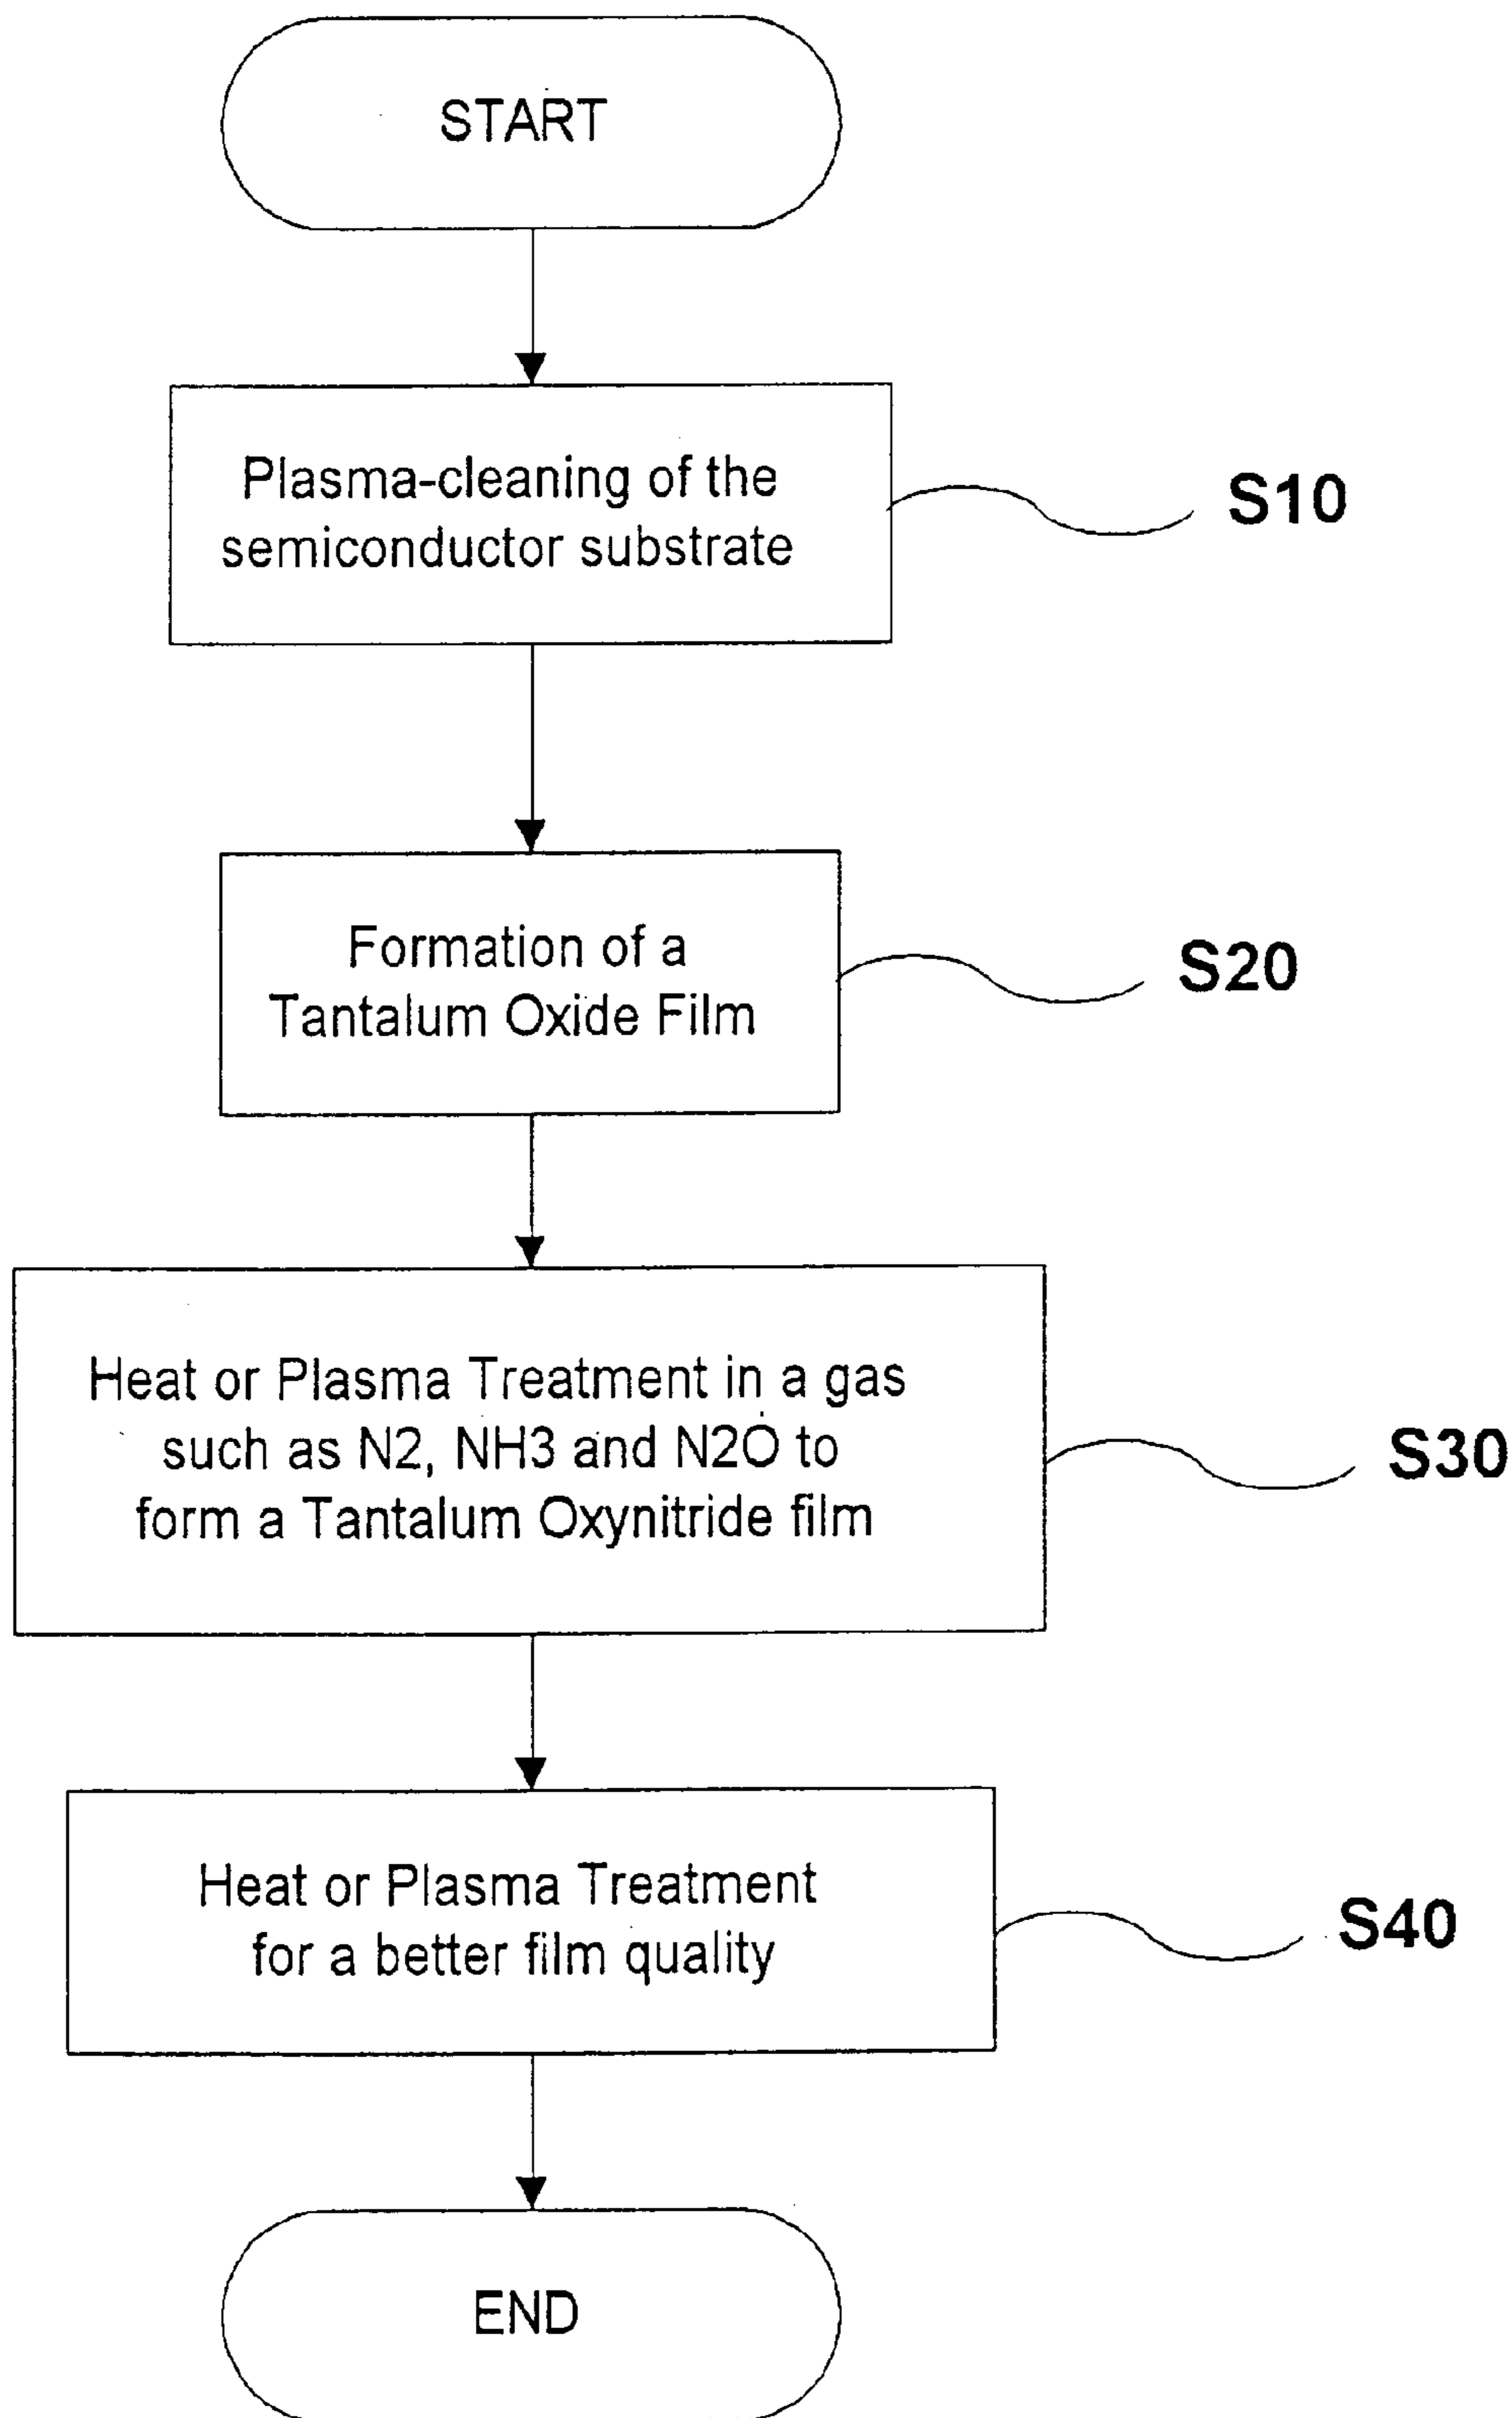 START
Plasma-cleaning of the
semiconductor substrate
S10
Formation of a
Tantalum Oxide Film
S20
Heat or Plasma Treatment in a gas
such as N2, NH3 and N2O to
form a Tantalum Oxynitride film
S30
Heat or Plasma Treatment
for a better film quality
S40
END